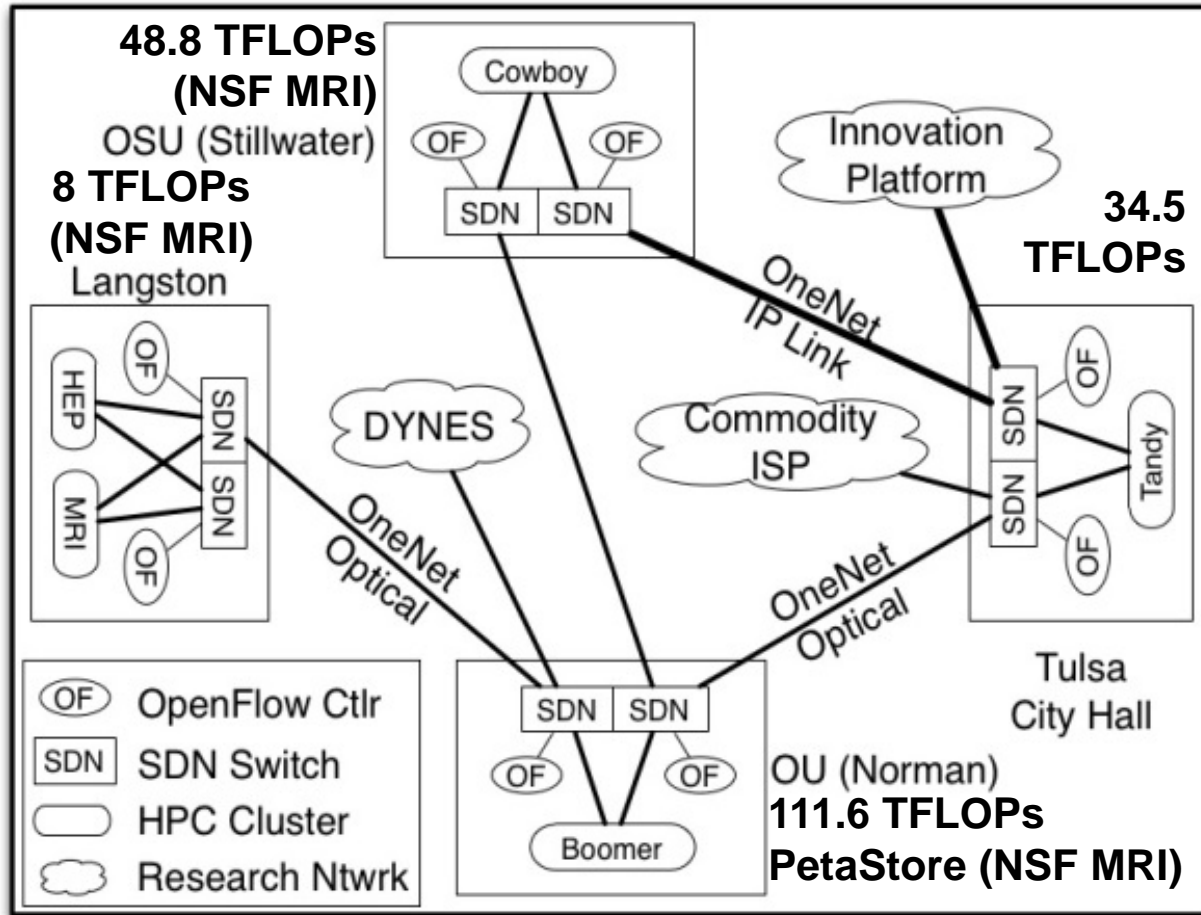 48.8 TFLOPs
(NSF MRI)
OSU (Stillwater)
Cowboy
OF
OF
SDN
SDN
Innovation
Platform
8 TFLOPs
(NSF MRI)
Langston
34.5
TFLOPs
OneNet
IP Link
HEP
MRI
OF
SDN
SDN
OF
DYNES
Commodity
ISP
OF
SDN
SDN
OF
Tandy
OneNet
Optical
OneNet
Optical
Tulsa
City Hall
SDN
SDN
OF
OF
Boomer
OU (Norman)
111.6 TFLOPs
PetaStore (NSF MRI)
OF OpenFlow Ctlr
SDN SDN Switch
HPC Cluster
Research Ntwrk